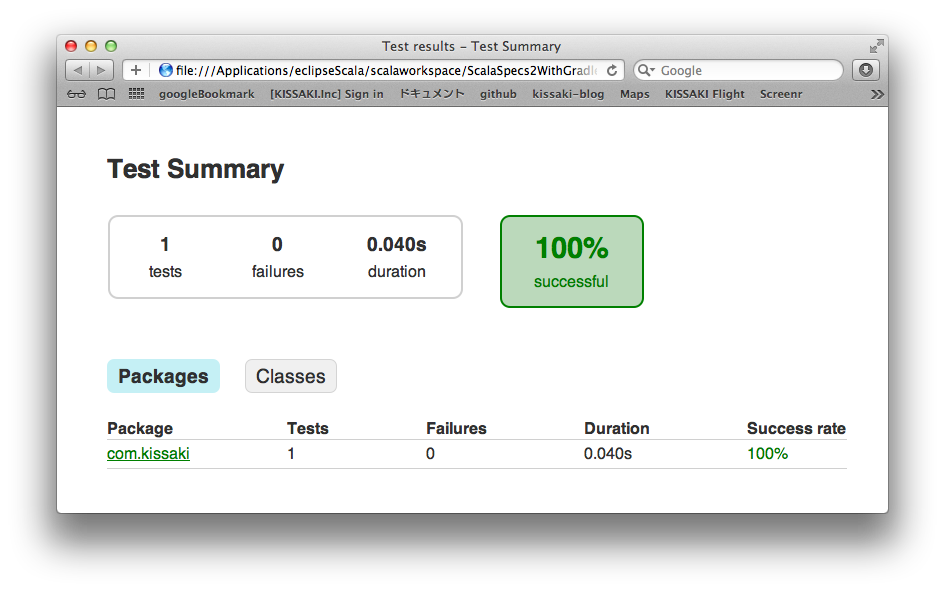 Test results – Test Summary
file:///Applications/eclipseScala/scalaworkspace/ScalaSpecs2WithGradle
Google
googleBookmark [KISSAKI.Inc] Sign in ドキュメント github kissaki-blog Maps KISSAKI Flight Screenr
Test Summary
1 0 0.040s 100%
tests failures duration successful
Packages Classes
Package Tests Failures Duration Success rate
com.kissaki 1 0 0.040s 100%